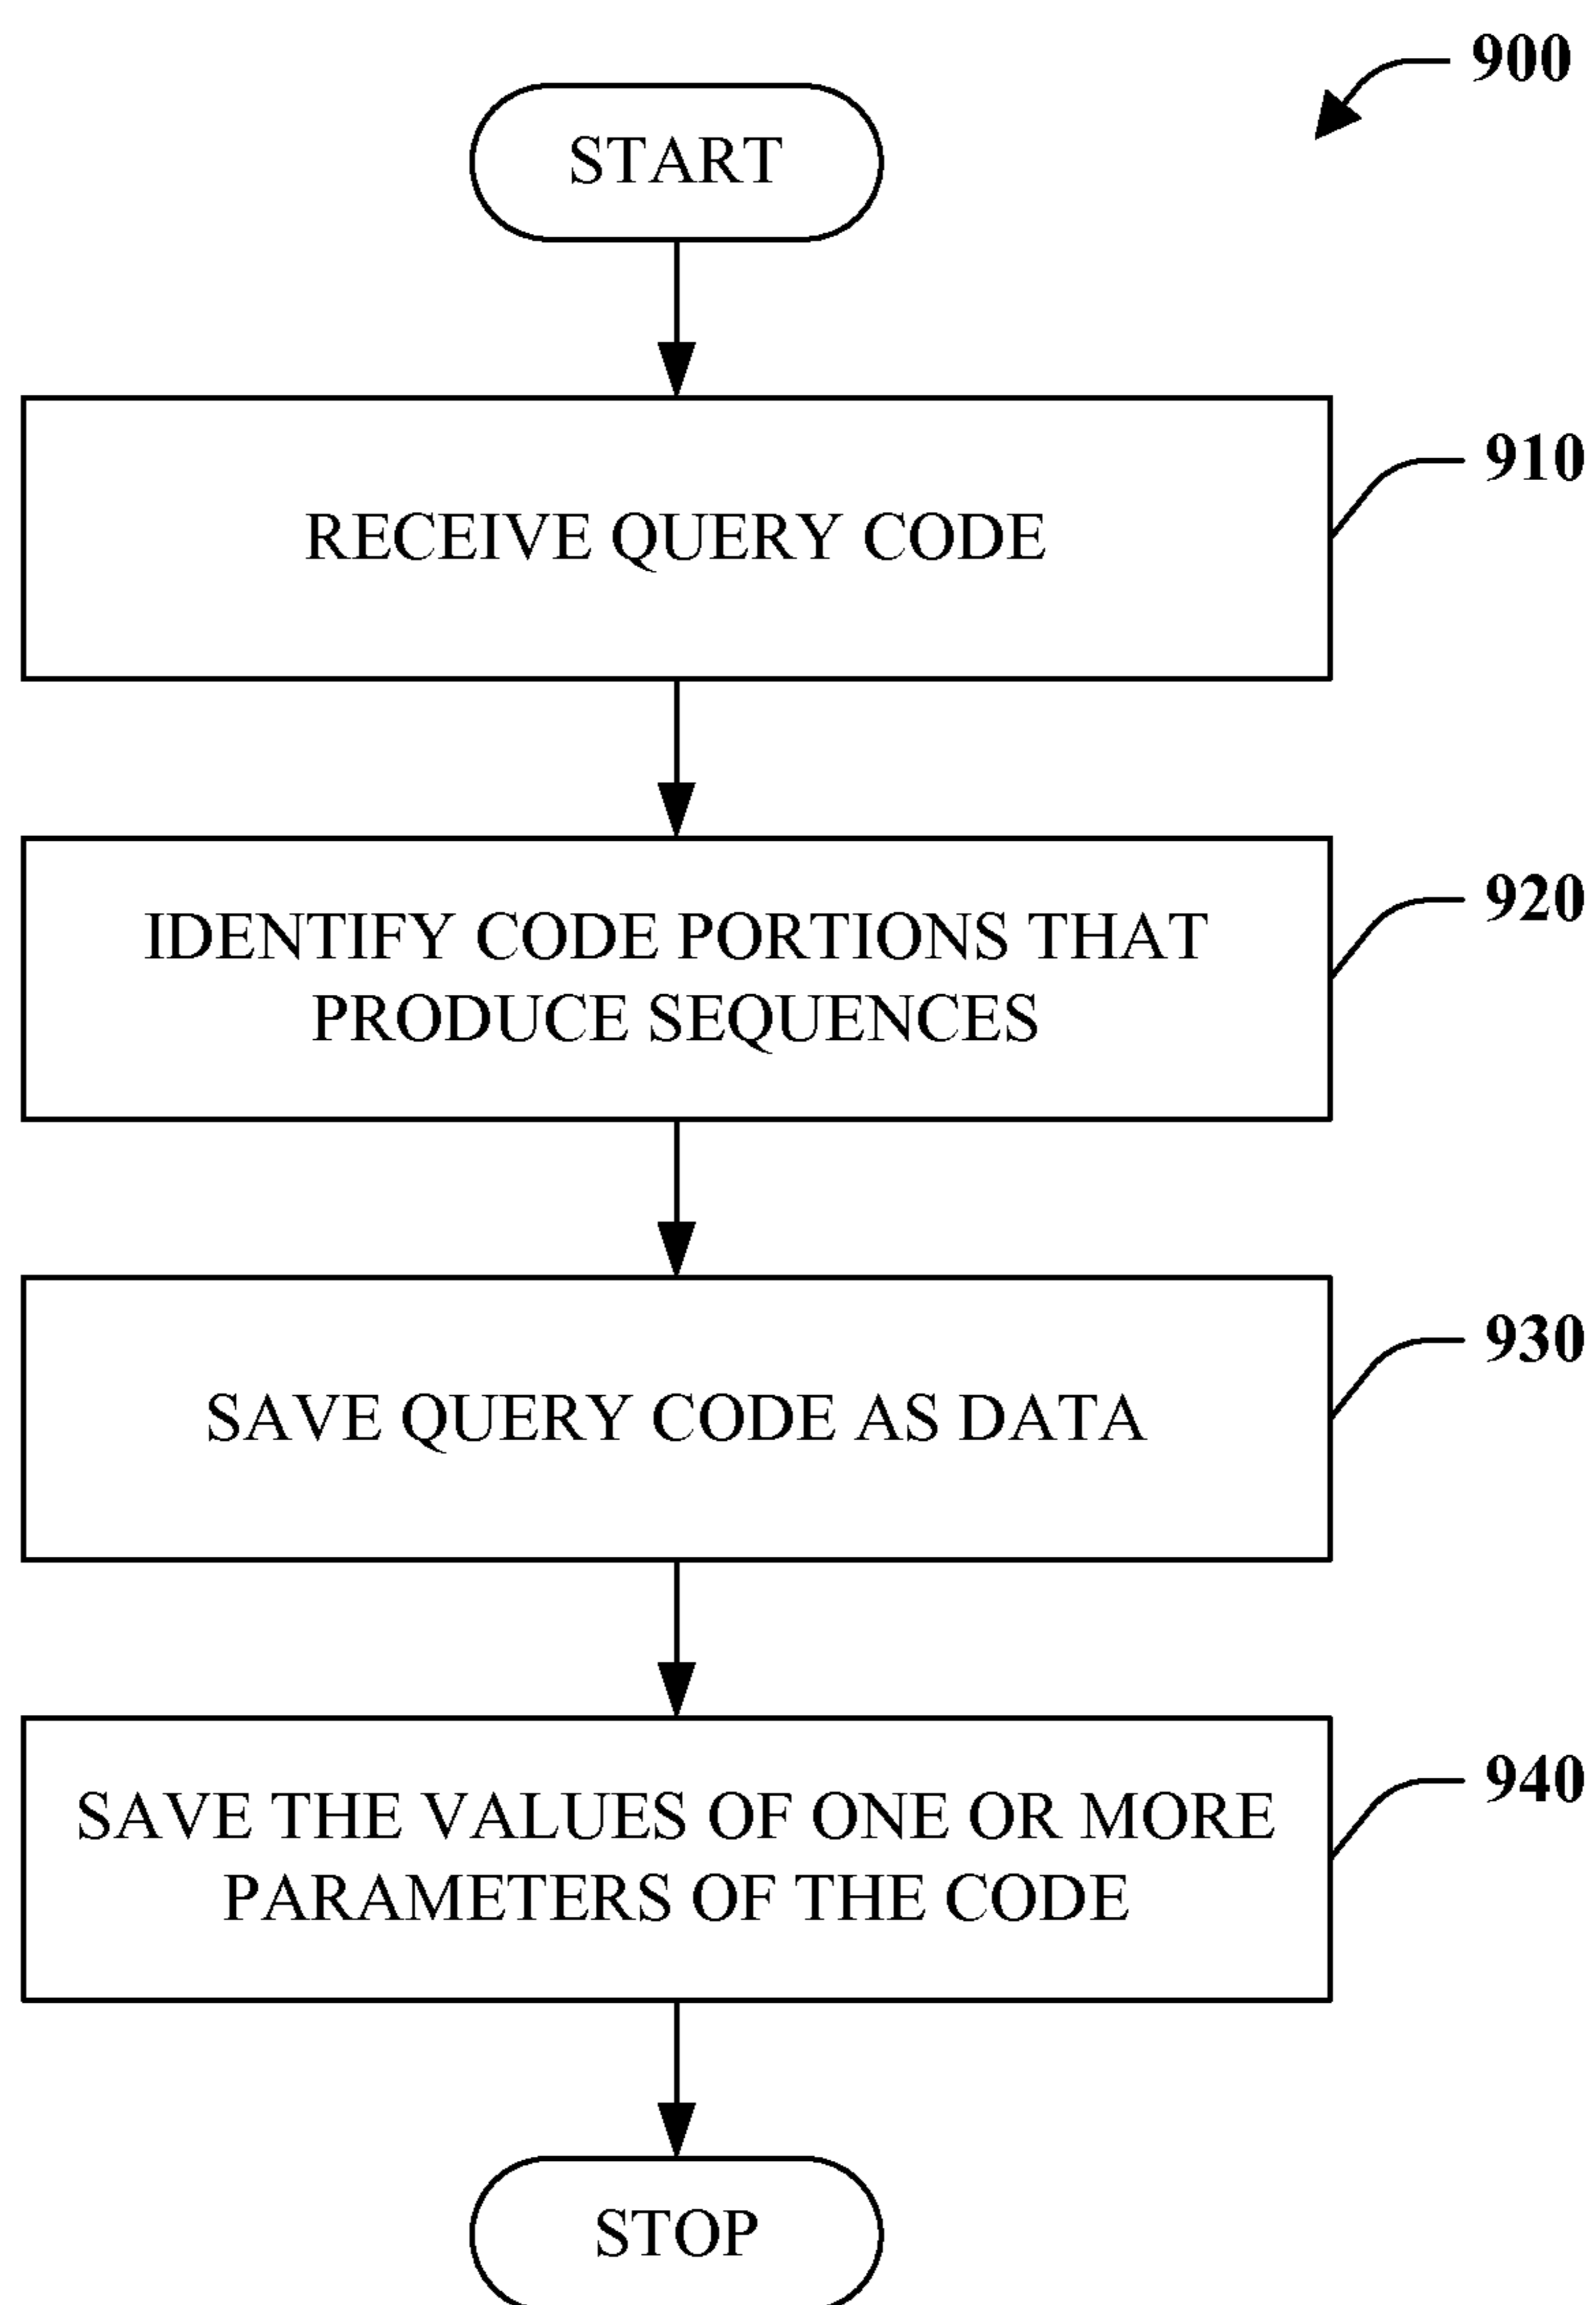 900
START
RECEIVE QUERY CODE
910
IDENTIFY CODE PORTIONS THAT
PRODUCE SEQUENCES
920
SAVE QUERY CODE AS DATA
930
SAVE THE VALUES OF ONE OR MORE
PARAMETERS OF THE CODE
940
STOP